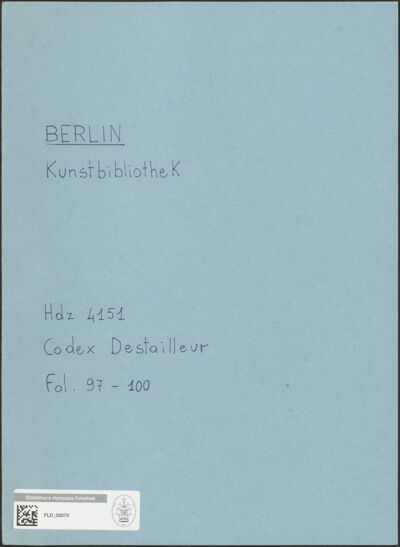 BERLIN
Kunstbibliothek
Hdz 4151
Codex Destailleur
Fol. 97 - 100
Bibliotheca Hertziana Fotothek
FLD_00070